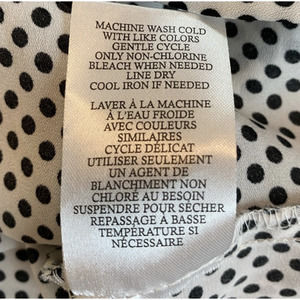 MACHINE WASH COLD
WITH LIKE COLORS
GENTLE CYCLE
ONLY NON-CHLORINE
BLEACH WHEN NEEDED
LINE DRY
COOL IRON IF NEEDED
LAVER À LA MACHINE
À L'EAU FROIDE
AVEC COULEURS
SIMILAIRES
CYCLE DÉLICAT
UTILISER SEULEMENT
UN AGENT DE
BLANCHIMENT NON
CHLORÉ AU BESOIN
SUSPENDRE POUR SÉCHER
REPASSAGE À BASSE
TEMPÉRATURE SI
NÉCESSAIRE